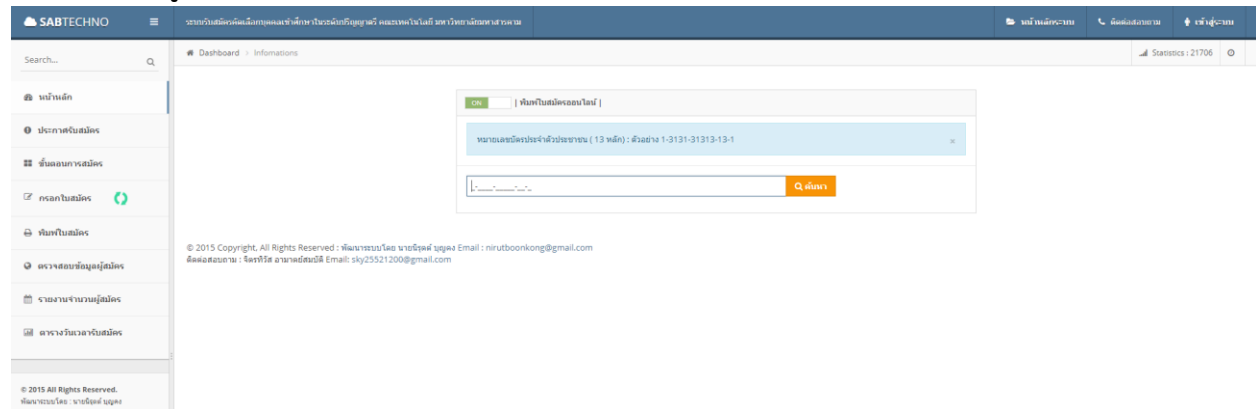 SABTECHNO
ระบบรับสมัครคัดเลือกบุคคลเข้าศึกษาในระดับปริญญาตรี คณะเทคโนโลยี มหาวิทยาลัยมหาสารคาม
หน้าหลักระบบ
ติดต่อสอบถาม
เข้าสู่ระบบ
Search...
Dashboard > Infomations
Statistics : 21706
หน้าหลัก
ประกาศรับสมัคร
ขั้นตอนการสมัคร
กรอกใบสมัคร
พิมพ์ใบสมัคร
ตรวจสอบข้อมูลผู้สมัคร
รายงานจำนวนผู้สมัคร
ตารางวันเวลารับสมัคร
ON | พิมพ์ใบสมัครออนไลน์ |
หมายเลขบัตรประจำตัวประชาชน ( 13 หลัก) : ตัวอย่าง 1-3131-31313-13-1 ×
_-____-_____-__-_
ค้นหา
© 2015 Copyright, All Rights Reserved : พัฒนาระบบโดย นายนิรุตต์ บุญคง Email : nirutboonkong@gmail.com
ติดต่อสอบถาม : จิตรทิวัส อามาตย์สมบัติ Email: sky25521200@gmail.com
© 2015 All Rights Reserved.
พัฒนาระบบโดย : นายนิรุตต์ บุญคง